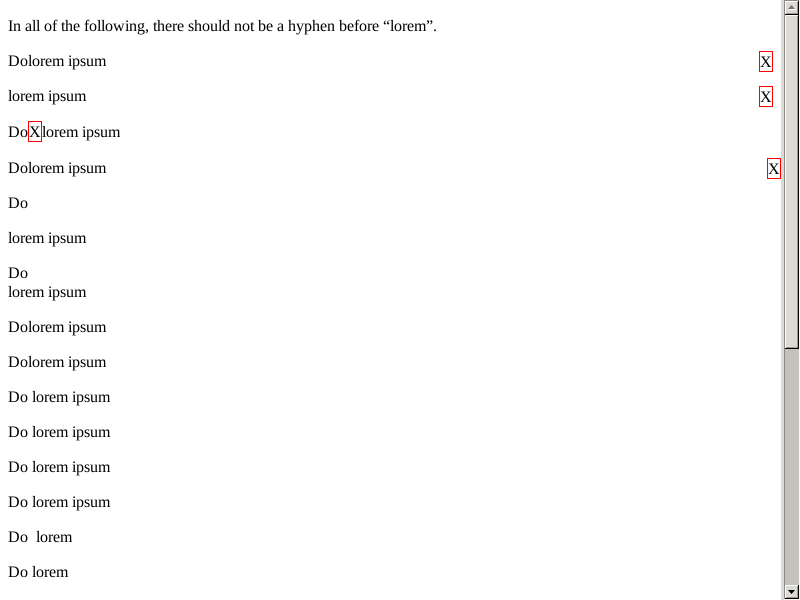 In all of the following, there should not be a hyphen before “lorem”.
Dolorem ipsum X
lorem ipsum X
DoXlorem ipsum
Dolorem ipsum X
Do
lorem ipsum
Do
lorem ipsum
Dolorem ipsum
Dolorem ipsum
Do lorem ipsum
Do lorem ipsum
Do lorem ipsum
Do lorem ipsum
Do  lorem
Do lorem